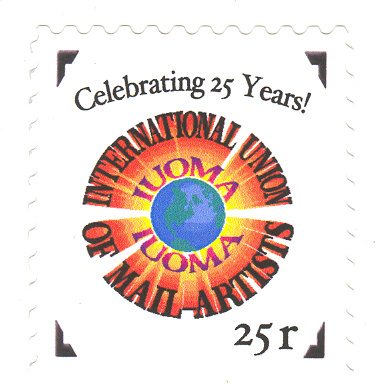 Celebrating 25 Years!
INTERNATIONAL UNION
IUOMA
IUOMA
OF MAIL-ARTISTS
25 r